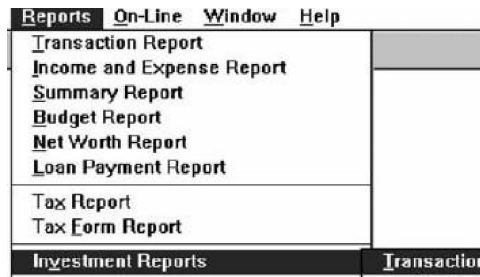 Reports On-Line Window Help
Transaction Report
Income and Expense Report
Summary Report
Budget Report
Net Worth Report
Loan Payment Report
Tax Report
Tax Form Report
Investment Reports Transaction